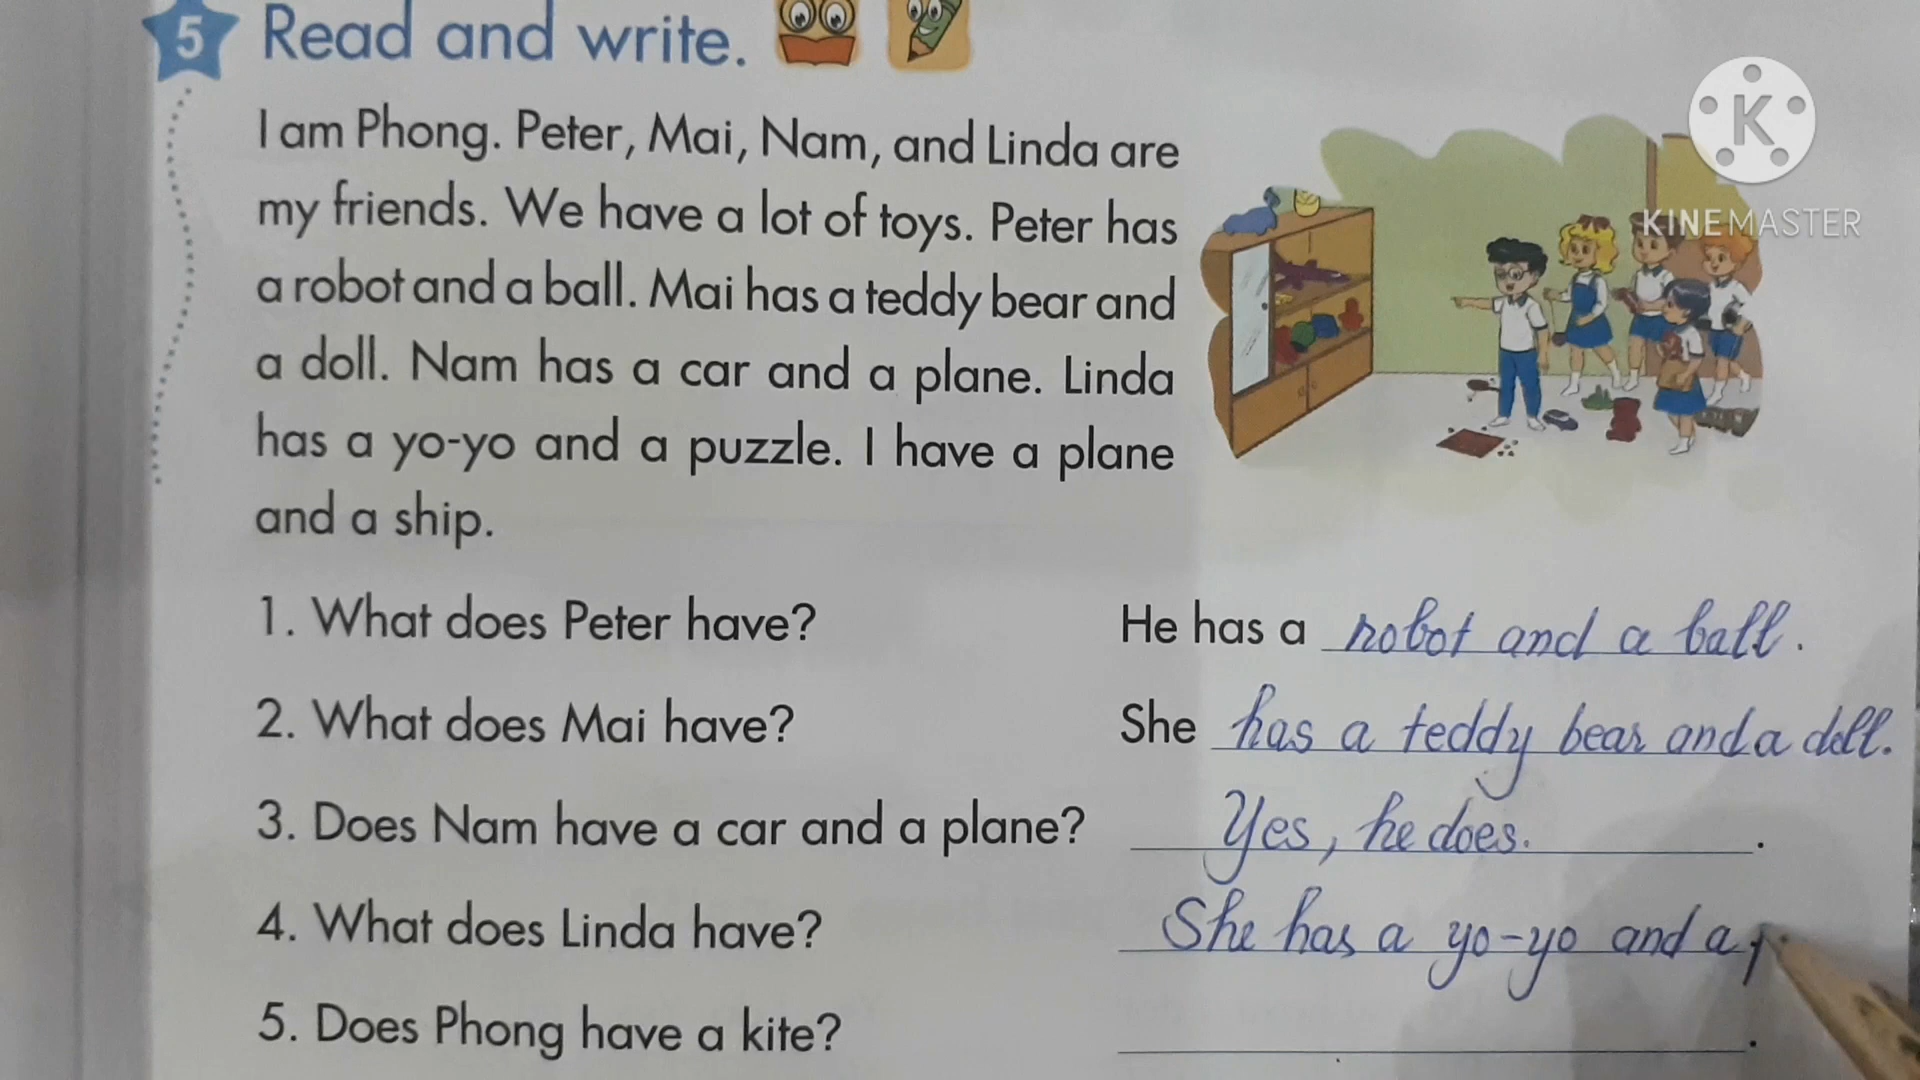 5 Read and write.
K
KINEMASTER
I am Phong. Peter, Mai, Nam, and Linda are
my friends. We have a lot of toys. Peter has
a robot and a ball. Mai has a teddy bear and
a doll. Nam has a car and a plane. Linda
has a yo-yo and a puzzle. I have a plane
and a ship.
1. What does Peter have? He has a robot and a ball.
2. What does Mai have? She has a teddy bear and a doll.
3. Does Nam have a car and a plane? Yes, he does.
4. What does Linda have? She has a yo-yo and a p
5. Does Phong have a kite?